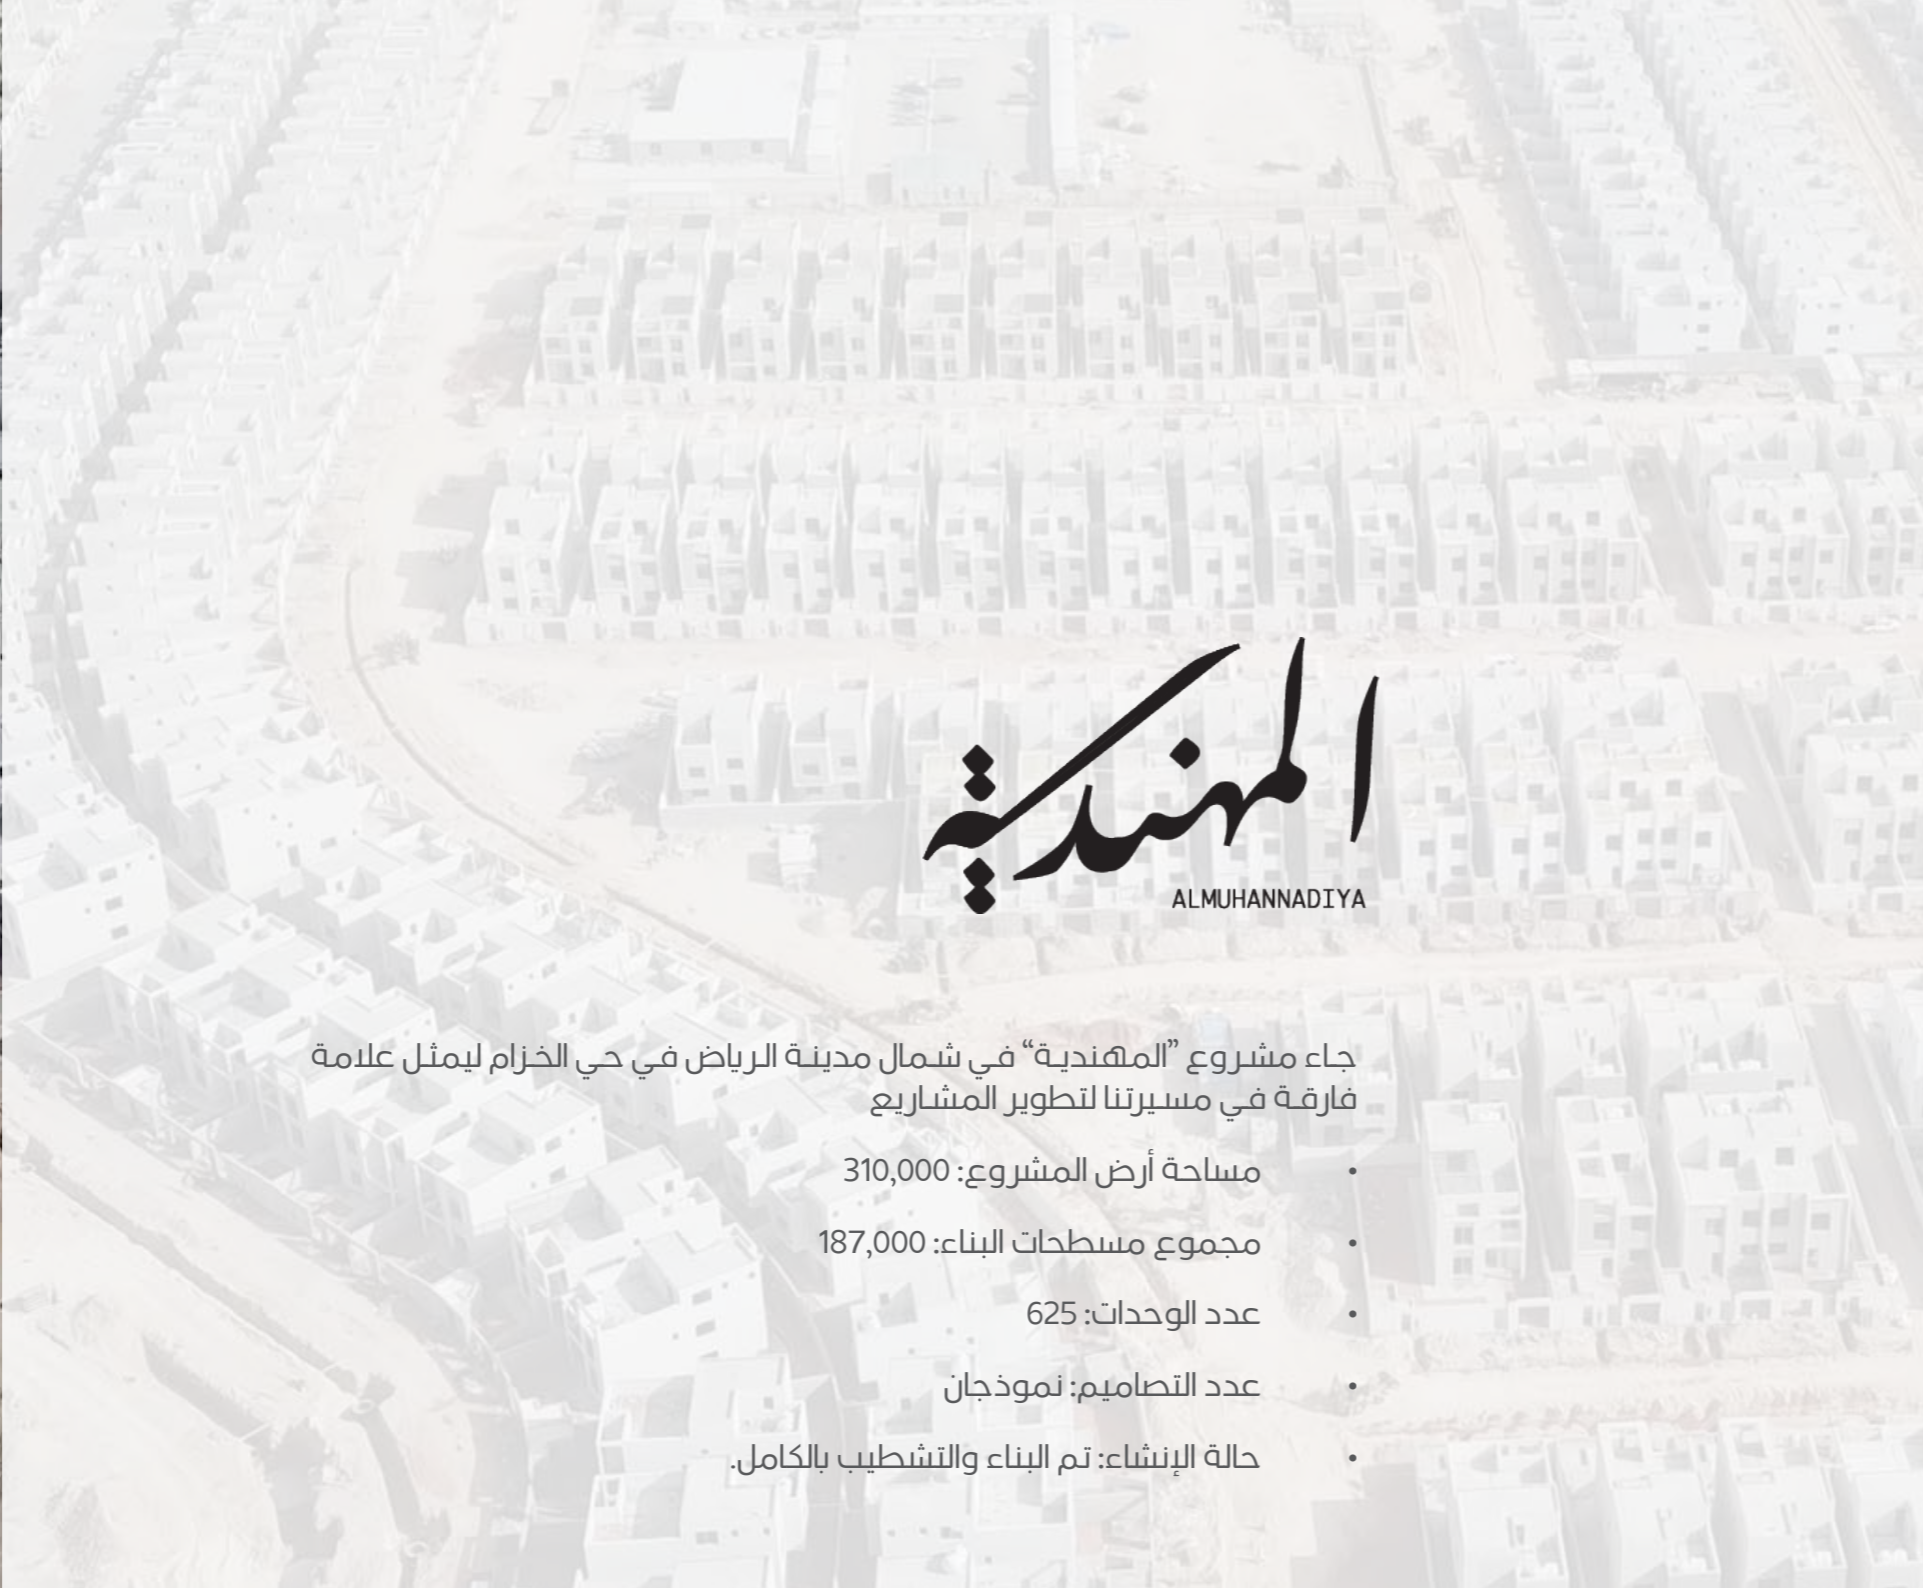 المهندية
ALMUHANNADIYA
جاء مشروع ”المهندية“ في شمال مدينة الرياض في حي الخزام ليمثل علامة
فارقة في مسيرتنا لتطوير المشاريع
• مساحة أرض المشروع: 310,000
• مجموع مسطحات البناء: 187,000
• عدد الوحدات: 625
• عدد التصاميم: نموذجان
• حالة الإنشاء: تم البناء والتشطيب بالكامل.